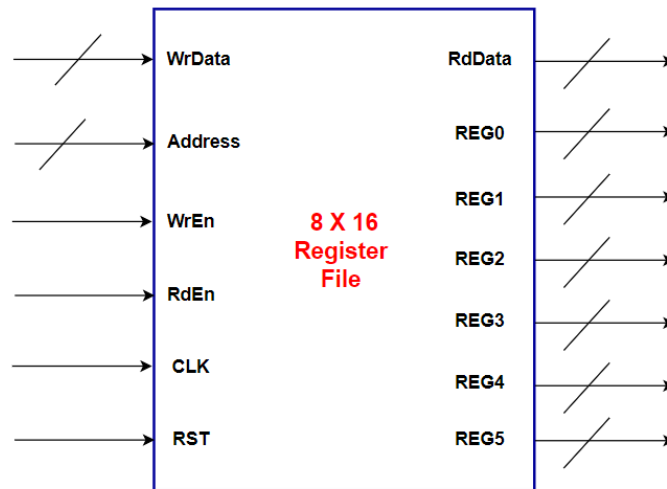 WrData
Address
WrEn
RdEn
CLK
RST
8 X 16
Register
File
RdData
REG0
REG1
REG2
REG3
REG4
REG5